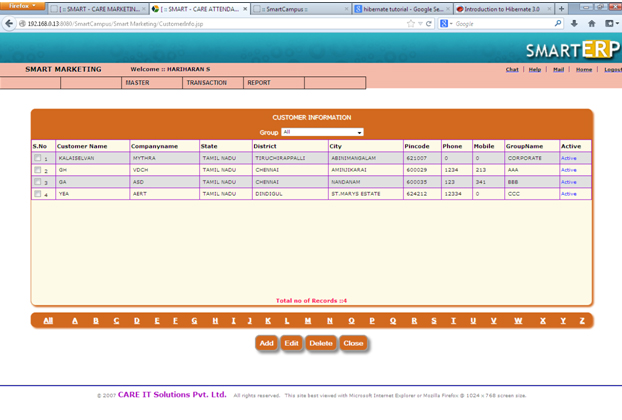 Firefox
[ :: SMART - CARE MARKETIN...
:: SMART - CARE ATTENDA...
:: SmartCampus ::
hibernate tutorial - Google Se...
Introduction to Hibernate 3.0
192.168.0.13:8080/SmartCampus/Smart Marketing/CustomerInfo.jsp
Google
SMART ERP
SMART MARKETING Welcome :: HARIHARAN S
Chat | Help | Mail | Home | Logout
MASTER TRANSACTION REPORT
CUSTOMER INFORMATION
Group All
S.No Customer Name Companyname State District City Pincode Phone Mobile GroupName Active
1 KALAISELVAN MYTHRA TAMIL NADU TIRUCHIRAPPALLI ABINIMANGALAM 621007 0 0 CORPORATE Active
2 GH VDCH TAMIL NADU CHENNAI AMINJIKARAI 600029 1234 213 AAA Active
3 GA ASD TAMIL NADU CHENNAI NANDANAM 600035 123 341 BBB Active
4 YEA AERT TAMIL NADU DINDIGUL ST-MARYS ESTATE 624212 12334 0 CCC Active
Total no of Records ::4
All A B C D E F G H I J K L M N O P Q R S T U V W X Y Z
Add Edit Delete Close
© 2007 CARE IT Solutions Pvt. Ltd. All rights reserved. This site best viewed with Microsoft Internet Explorer or Mozilla Firefox @ 1024 x 768 screen size.